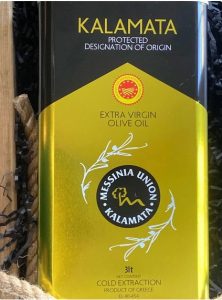 KALAMATA
PROTECTED
DESIGNATION OF ORIGIN
EXTRA VIRGIN
OLIVE OIL
MESSINIA UNION
KALAMATA
3lt
COLD EXTRACTION
PRODUCT OF GREECE